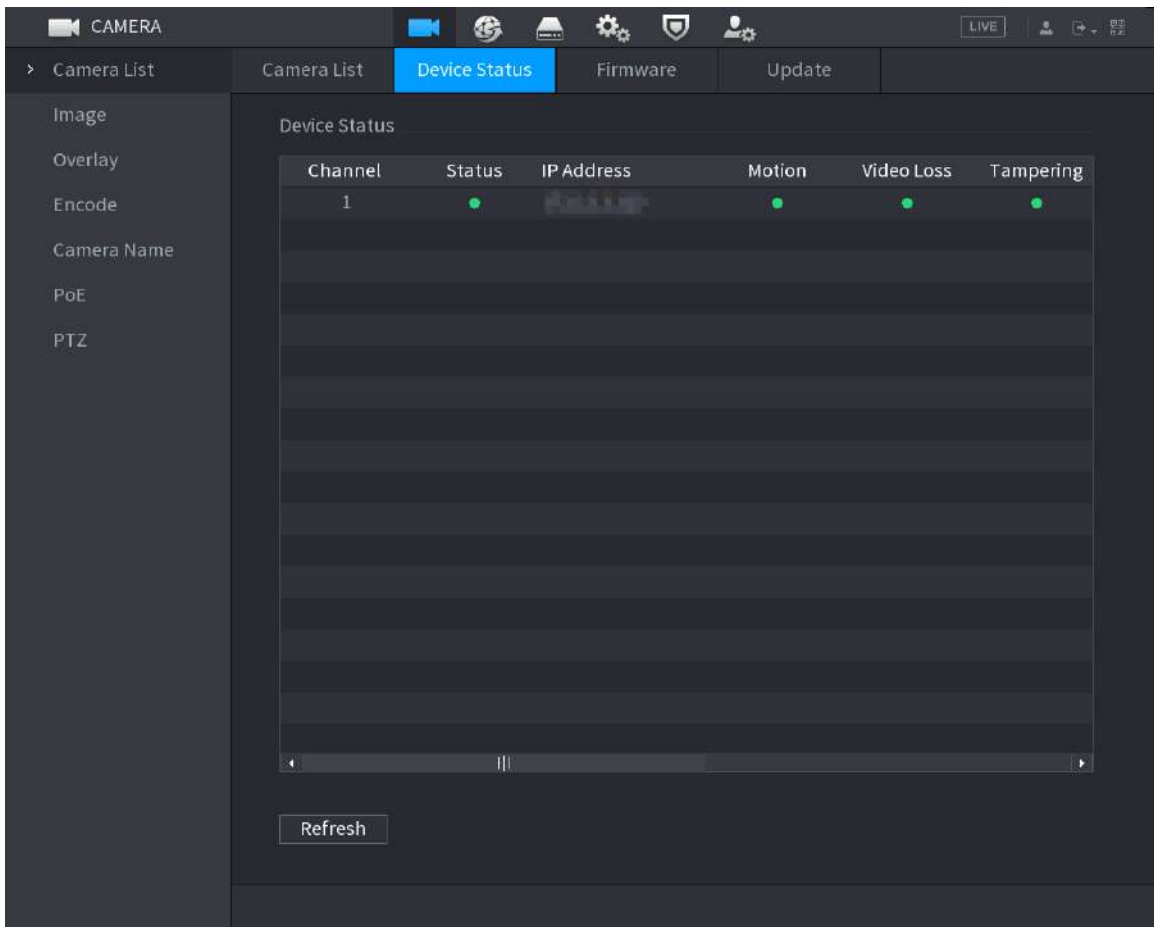 CAMERA
LIVE
Camera List
Image
Overlay
Encode
Camera Name
PoE
PTZ
Camera List Device Status Firmware Update
Device Status
Channel Status IP Address Motion Video Loss Tampering
1
Refresh